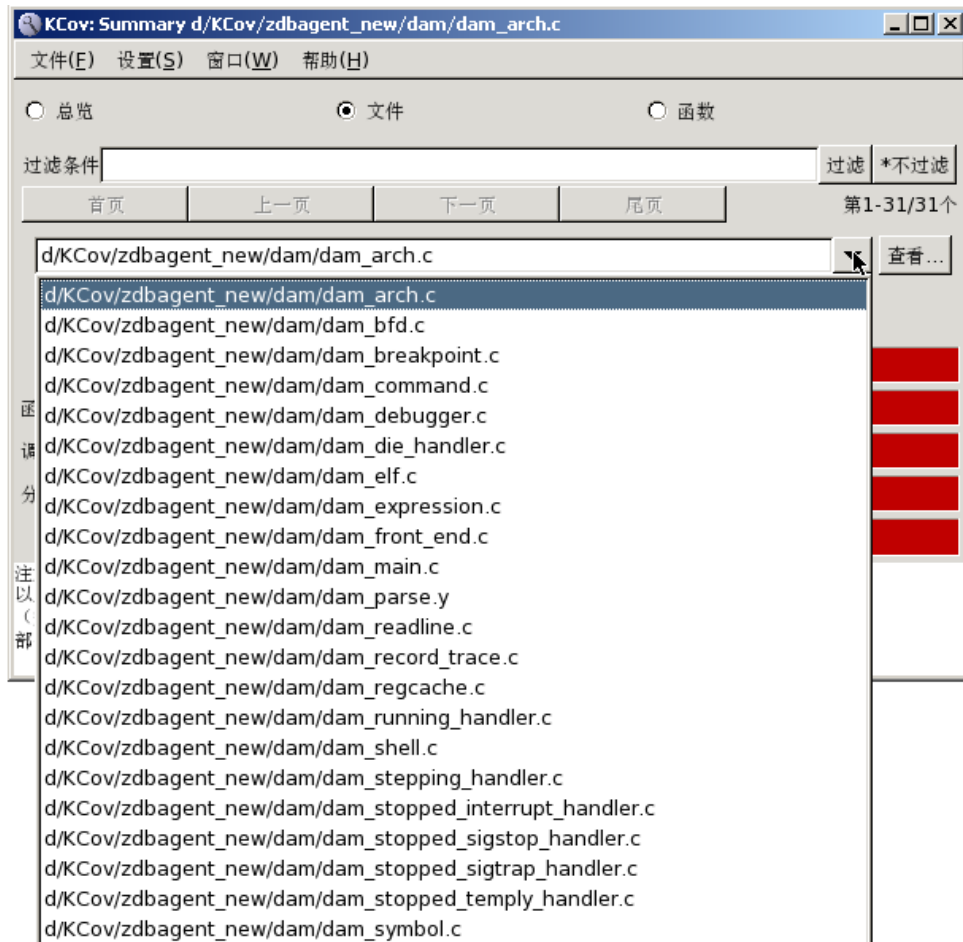 KCov: Summary d/KCov/zdbagent_new/dam/dam_arch.c
文件(F) 设置(S) 窗口(W) 帮助(H)
总览 文件 函数
过滤条件 过滤 *不过滤
首页 上一页 下一页 尾页 第1-31/31个
d/KCov/zdbagent_new/dam/dam_arch.c 查看...
d/KCov/zdbagent_new/dam/dam_arch.c
d/KCov/zdbagent_new/dam/dam_bfd.c
d/KCov/zdbagent_new/dam/dam_breakpoint.c
d/KCov/zdbagent_new/dam/dam_command.c
函 d/KCov/zdbagent_new/dam/dam_debugger.c
调 d/KCov/zdbagent_new/dam/dam_die_handler.c
分 d/KCov/zdbagent_new/dam/dam_elf.c
d/KCov/zdbagent_new/dam/dam_expression.c
d/KCov/zdbagent_new/dam/dam_front_end.c
注 d/KCov/zdbagent_new/dam/dam_main.c
以 d/KCov/zdbagent_new/dam/dam_parse.y
（ d/KCov/zdbagent_new/dam/dam_readline.c
部 d/KCov/zdbagent_new/dam/dam_record_trace.c
d/KCov/zdbagent_new/dam/dam_regcache.c
d/KCov/zdbagent_new/dam/dam_running_handler.c
d/KCov/zdbagent_new/dam/dam_shell.c
d/KCov/zdbagent_new/dam/dam_stepping_handler.c
d/KCov/zdbagent_new/dam/dam_stopped_interrupt_handler.c
d/KCov/zdbagent_new/dam/dam_stopped_sigstop_handler.c
d/KCov/zdbagent_new/dam/dam_stopped_sigtrap_handler.c
d/KCov/zdbagent_new/dam/dam_stopped_temply_handler.c
d/KCov/zdbagent_new/dam/dam_symbol.c